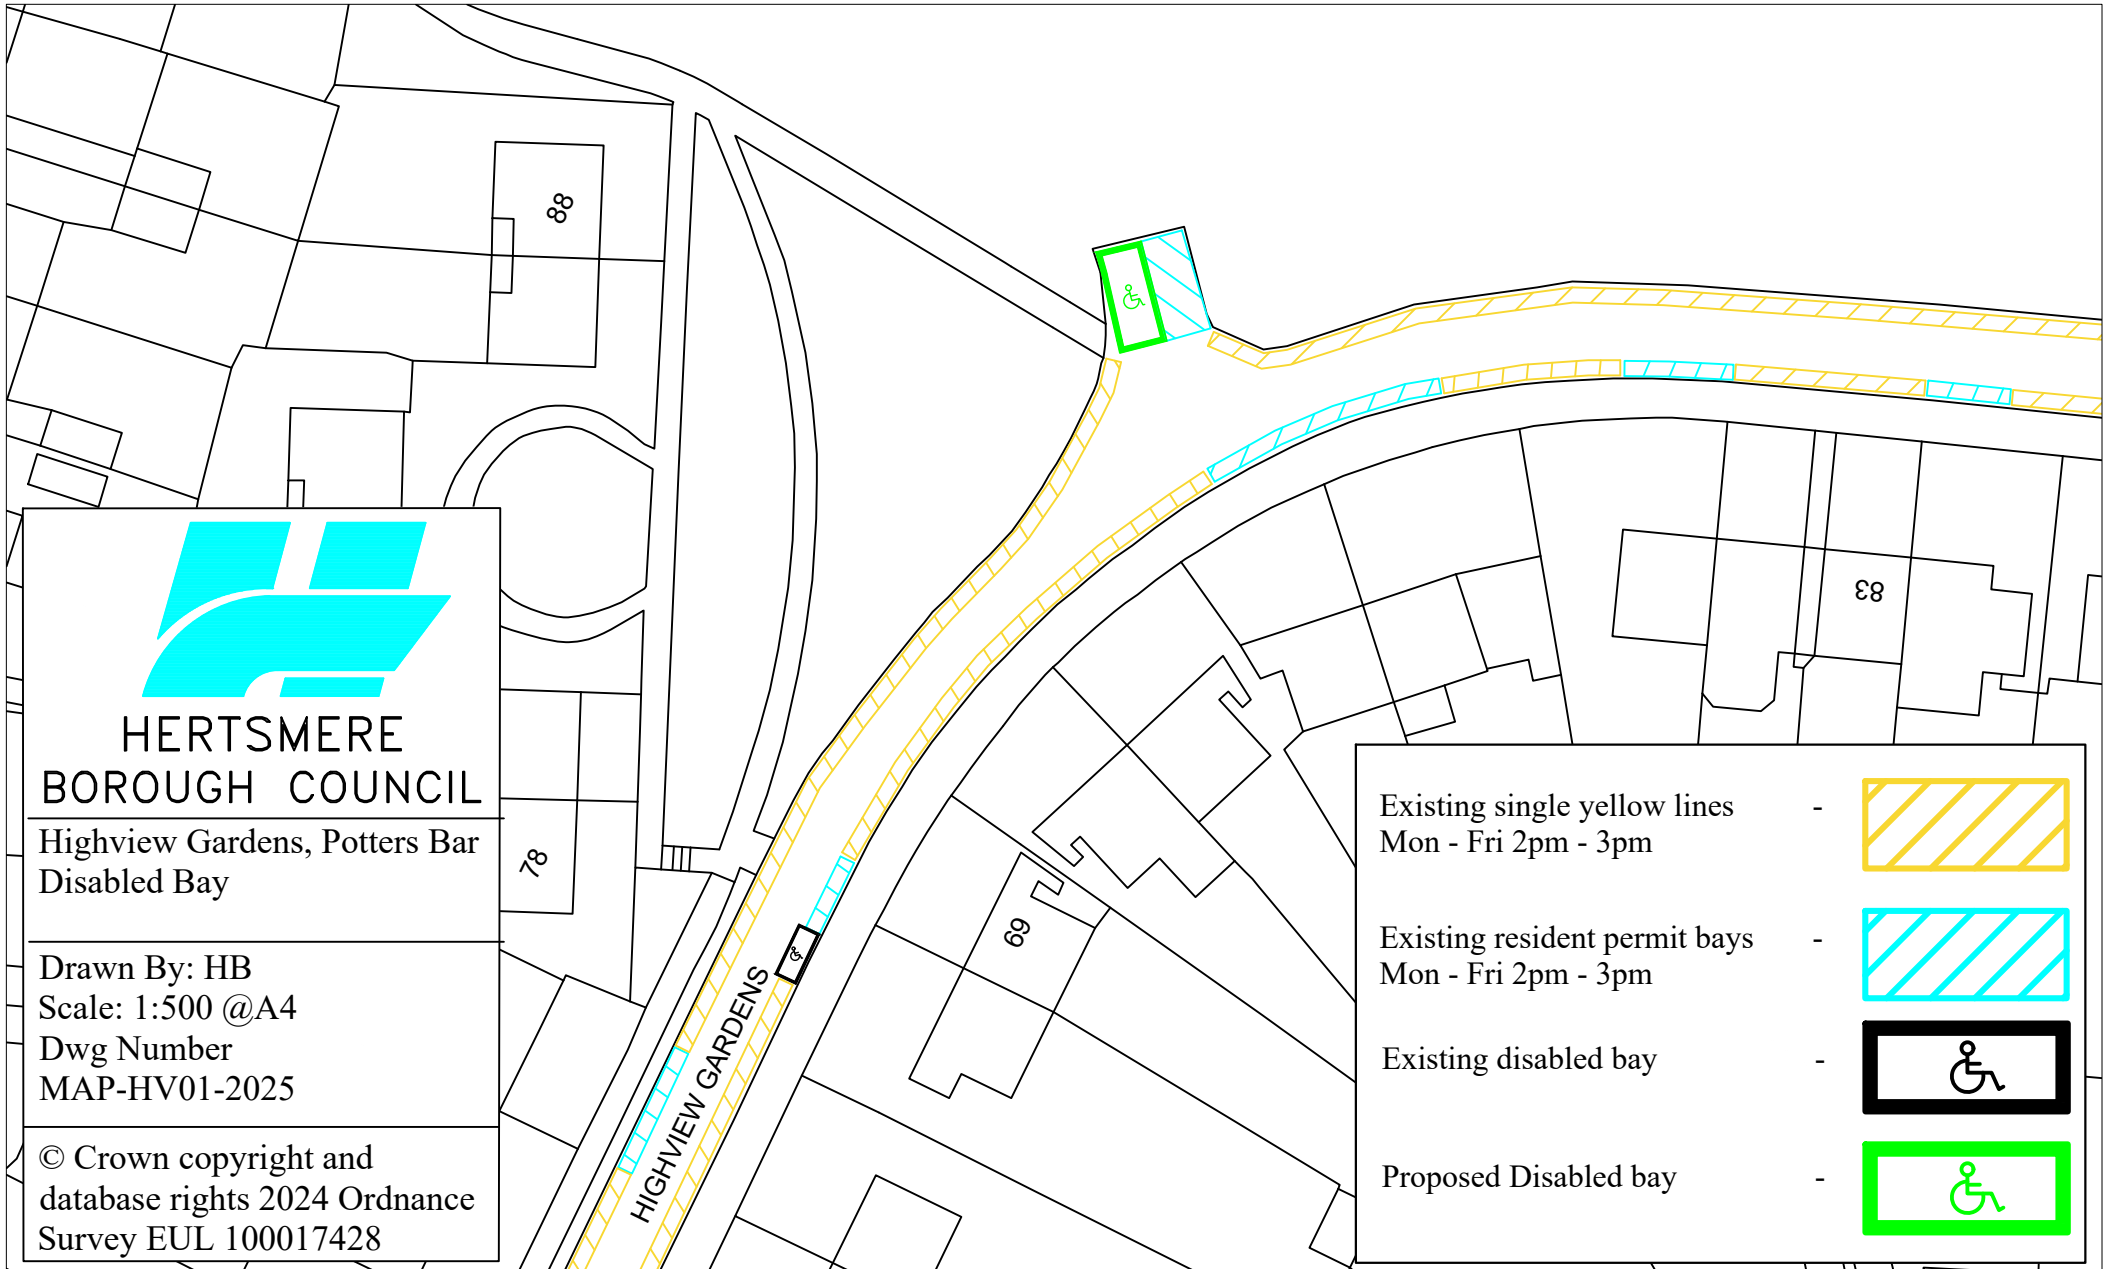 88
83
HERTSMERE
BOROUGH COUNCIL
Highview Gardens, Potters Bar
Disabled Bay
Drawn By: HB
Scale: 1:500 @A4
Dwg Number
MAP-HV01-2025
© Crown copyright and
database rights 2024 Ordnance
Survey EUL 100017428
78
69
HIGHVIEW GARDENS
Existing single yellow lines -
Mon - Fri 2pm - 3pm
Existing resident permit bays -
Mon - Fri 2pm - 3pm
Existing disabled bay -
Proposed Disabled bay -